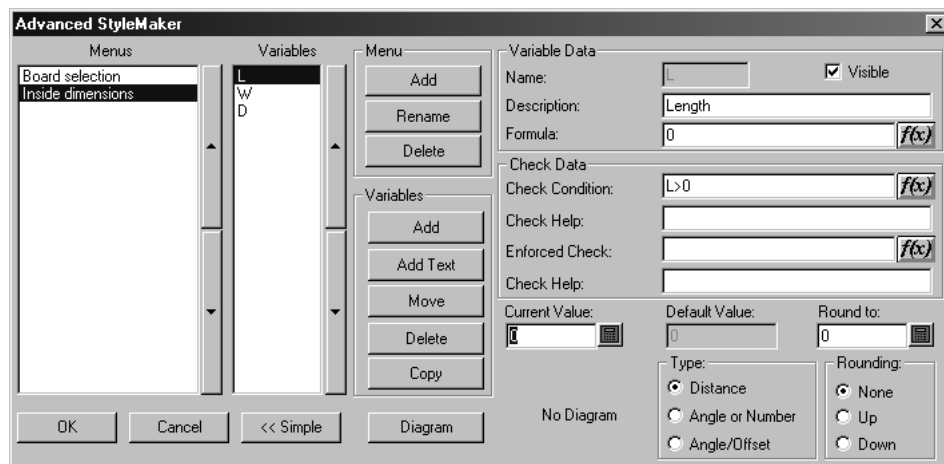 Advanced StyleMaker
Menus
Board selection
Inside dimensions
Variables
L
W
D
Menu
Add
Rename
Delete
Variables
Add
Add Text
Move
Delete
Copy
Variable Data
Name: L
Visible
Description: Length
Formula: 0 f(x)
Check Data
Check Condition: L>0 f(x)
Check Help:
Enforced Check: f(x)
Check Help:
Current Value: Default Value: Round to:
0 0 0
Type:
Distance
Angle or Number
Angle/Offset
Rounding:
None
Up
Down
No Diagram
OK Cancel << Simple Diagram